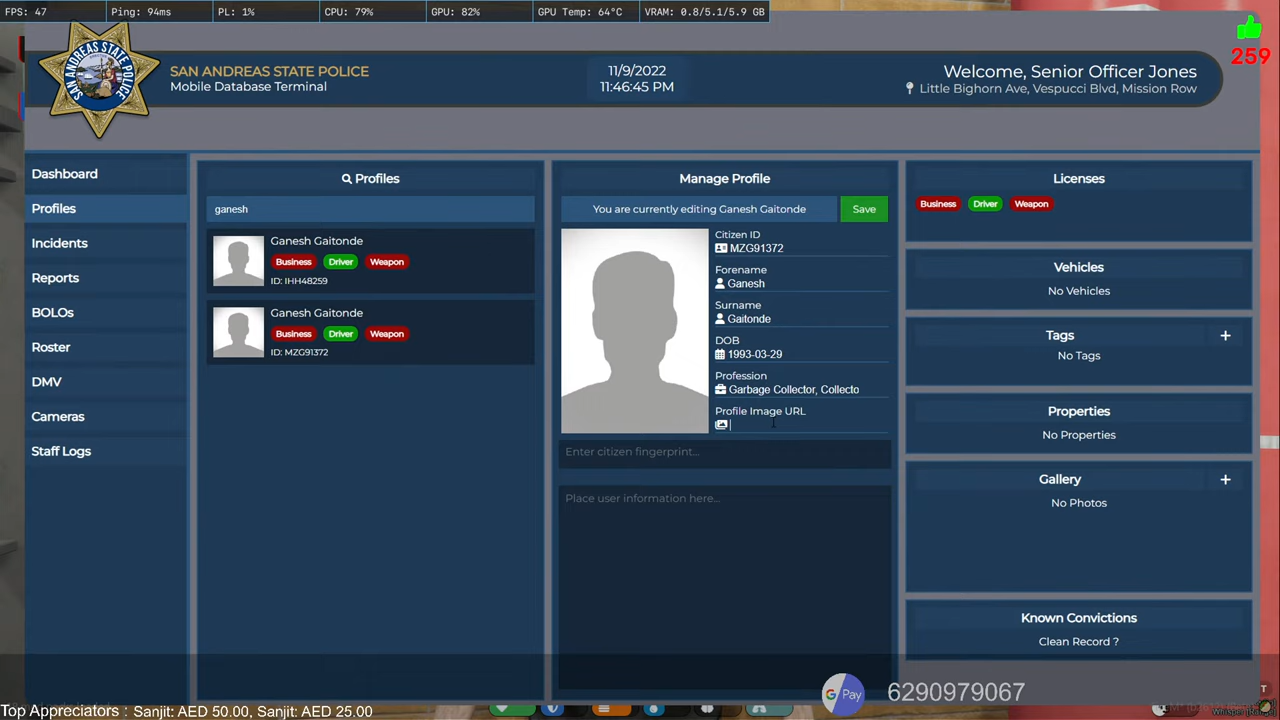 FPS: 47 Ping: 94ms PL: 1% CPU: 79% GPU: 82% GPU Temp: 64°C VRAM: 0.8/5.1/5.9 GB
259
SAN ANDREAS STATE POLICE
Mobile Database Terminal
11/9/2022
11:46:45 PM
Welcome, Senior Officer Jones
Little Bighorn Ave, Vespucci Blvd, Mission Row
Dashboard
Profiles
Incidents
Reports
BOLOs
Roster
DMV
Cameras
Staff Logs
Profiles
ganesh
Ganesh Gaitonde
Business Driver Weapon
ID: IHH48259
Ganesh Gaitonde
Business Driver Weapon
ID: MZG91372
Manage Profile
You are currently editing Ganesh Gaitonde Save
Citizen ID
MZG91372
Forename
Ganesh
Surname
Gaitonde
DOB
1993-03-29
Profession
Garbage Collector, Collecto
Profile Image URL
Enter citizen fingerprint...
Place user information here...
Licenses
Business Driver Weapon
Vehicles
No Vehicles
Tags +
No Tags
Properties
No Properties
Gallery +
No Photos
Known Convictions
Clean Record ?
G Pay 6290979067
Top Appreciators : Sanjit: AED 50.00, Sanjit: AED 25.00